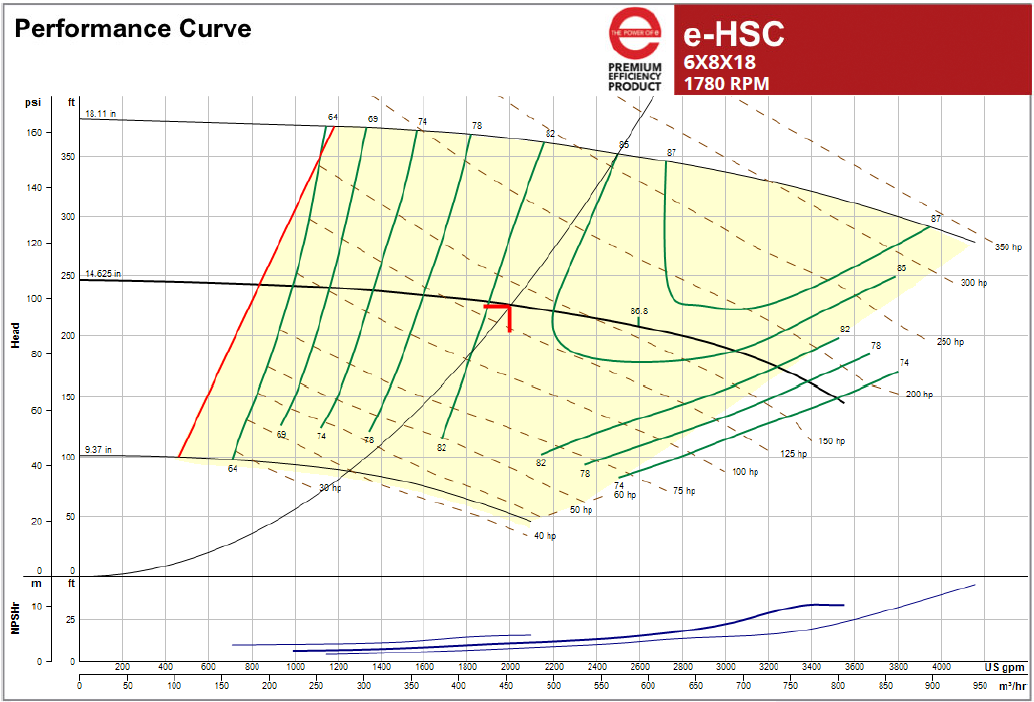 Performance Curve
THE POWER OF e
e
PREMIUM
EFFICIENCY
PRODUCT
e-HSC
6X8X18
1780 RPM
psi ft
18.11 in
64 69 74 78 82 85 87
160
350
140
300
87
120
350 hp
250
14.625 in
85
300 hp
100
86.8
200
82
250 hp
80
78
74
150
200 hp
60
69 74 78 82
150 hp
9.37 in
100
125 hp
40
64
82
78
100 hp
30 hp
74
60 hp
75 hp
50
50 hp
20
40 hp
0 0
Head
m ft
10
25
0 0
NPSHr
200 400 600 800 1000 1200 1400 1600 1800 2000 2200 2400 2600 2800 3000 3200 3400 3600 3800 4000 US gpm
0 50 100 150 200 250 300 350 400 450 500 550 600 650 700 750 800 850 900 950 m³/hr